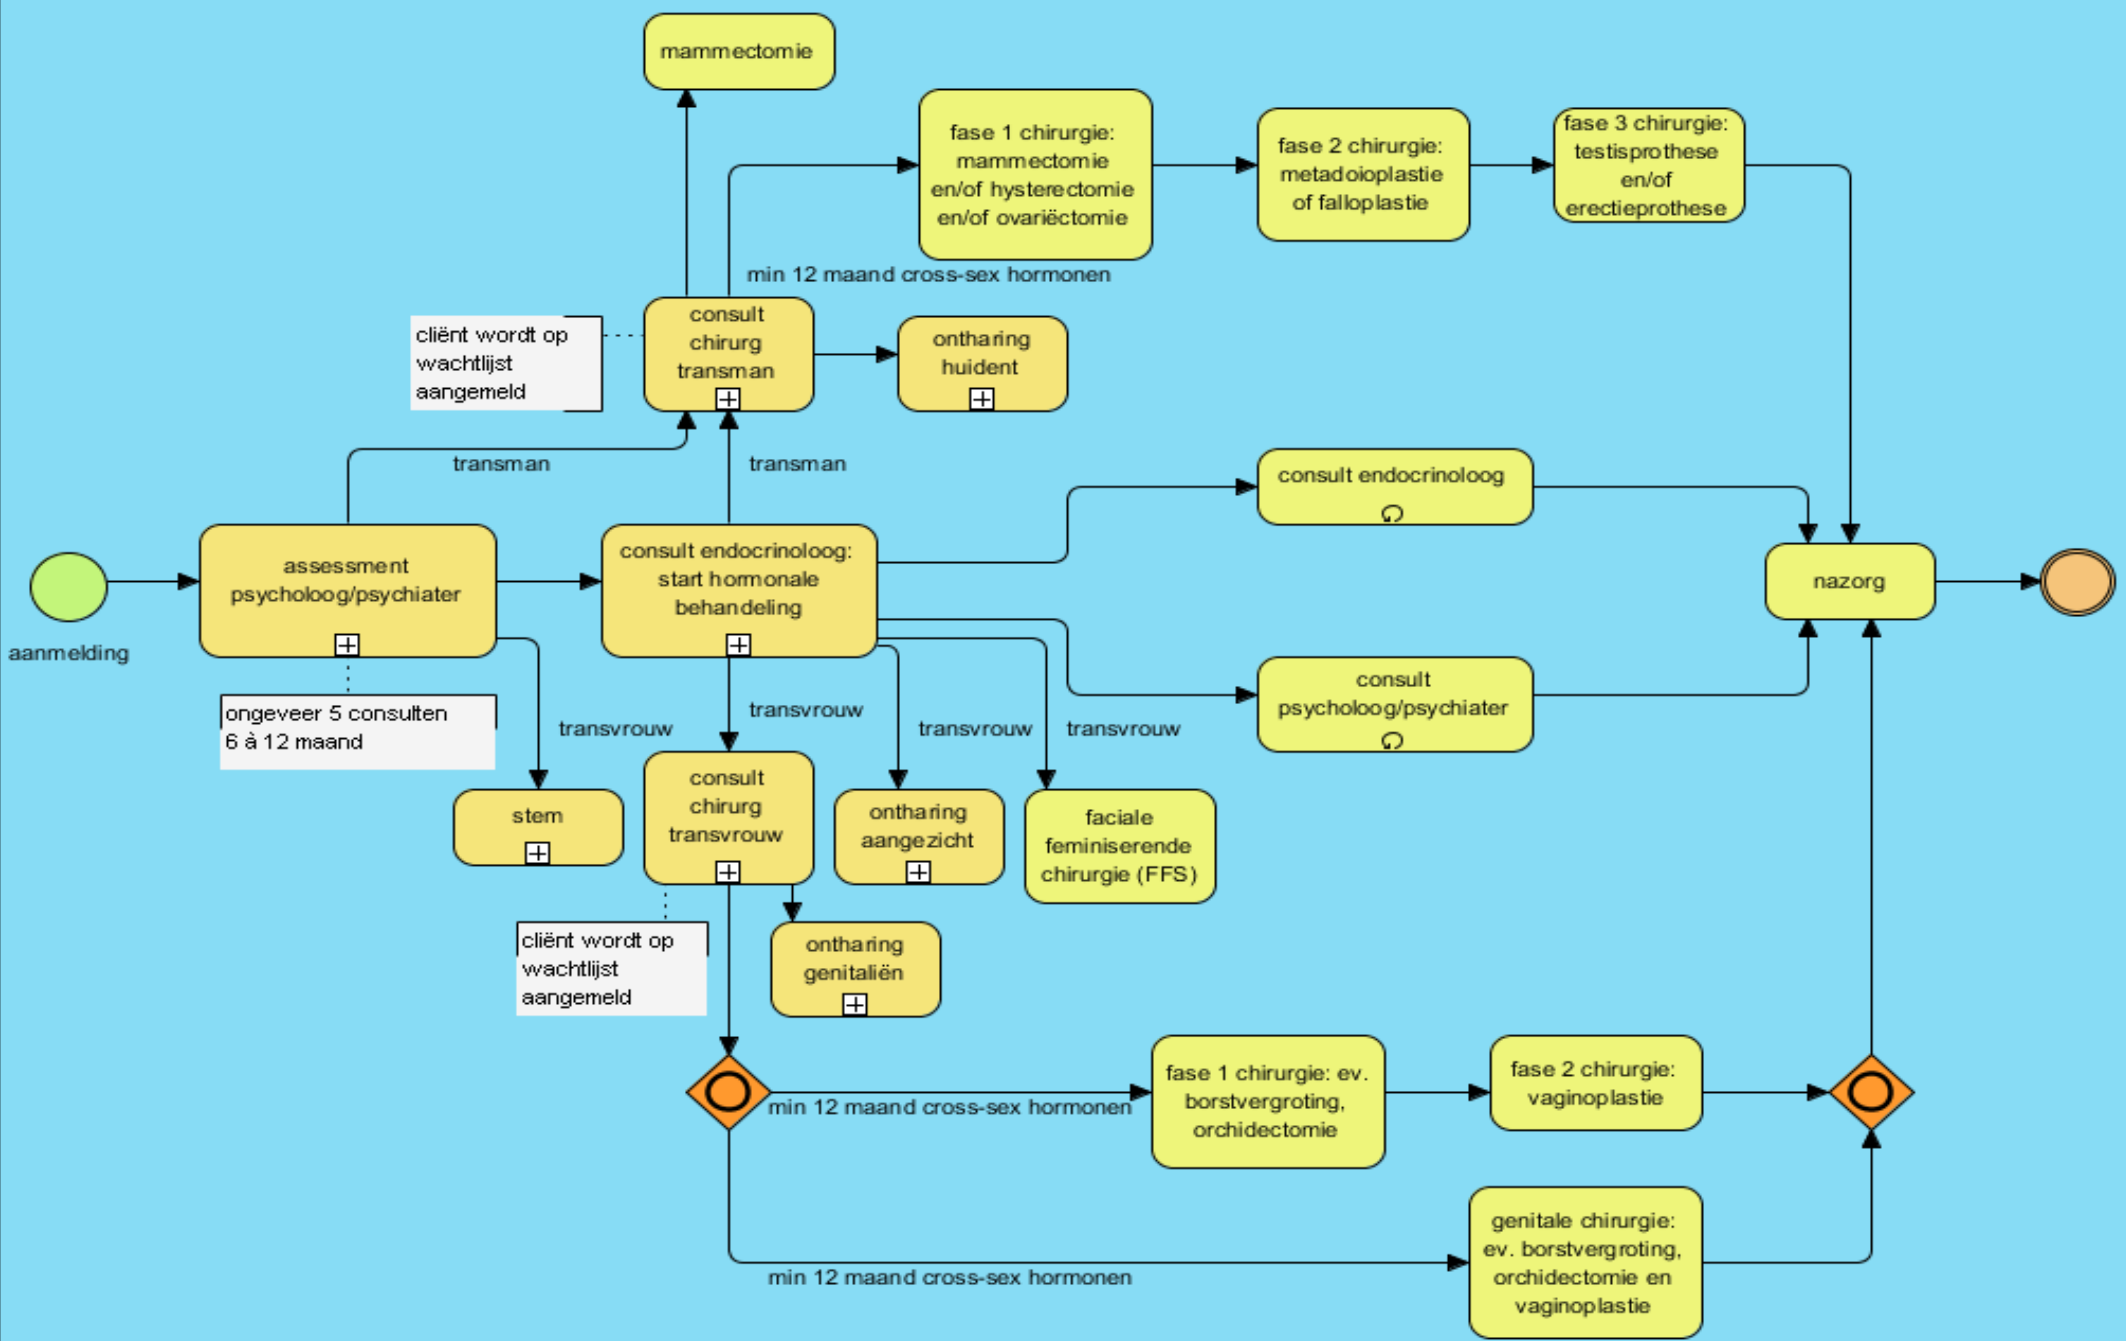 mammectomie
fase 1 chirurgie:
mammectomie
en/of hysterectomie
en/of ovariëctomie
fase 2 chirurgie:
metadoioplastie
of falloplastie
fase 3 chirurgie:
testisprothese
en/of
erectieprothese
min 12 maand cross-sex hormonen
cliënt wordt op
wachtlijst
aangemeld
consult
chirurg
transman
ontharing
huident
transman
transman
consult endocrinoloog
aanmelding
assessment
psycholoog/psychiater
consult endocrinoloog:
start hormonale
behandeling
nazorg
ongeveer 5 consulten
6 à 12 maand
consult
psycholoog/psychiater
transvrouw
transvrouw
transvrouw
transvrouw
stem
consult
chirurg
transvrouw
ontharing
aangezicht
faciale
feminiserende
chirurgie (FFS)
cliënt wordt op
wachtlijst
aangemeld
ontharing
genitaliën
min 12 maand cross-sex hormonen
fase 1 chirurgie: ev.
borstvergroting,
orchidectomie
fase 2 chirurgie:
vaginoplastie
min 12 maand cross-sex hormonen
genitale chirurgie:
ev. borstvergroting,
orchidectomie en
vaginoplastie